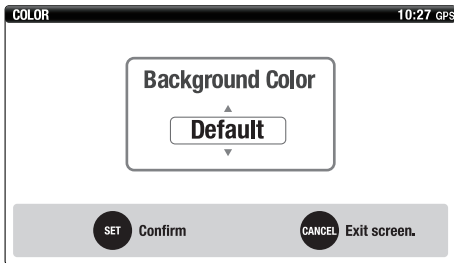 COLOR 10:27 GPS
Background Color
Default
SET Confirm CANCEL Exit screen.